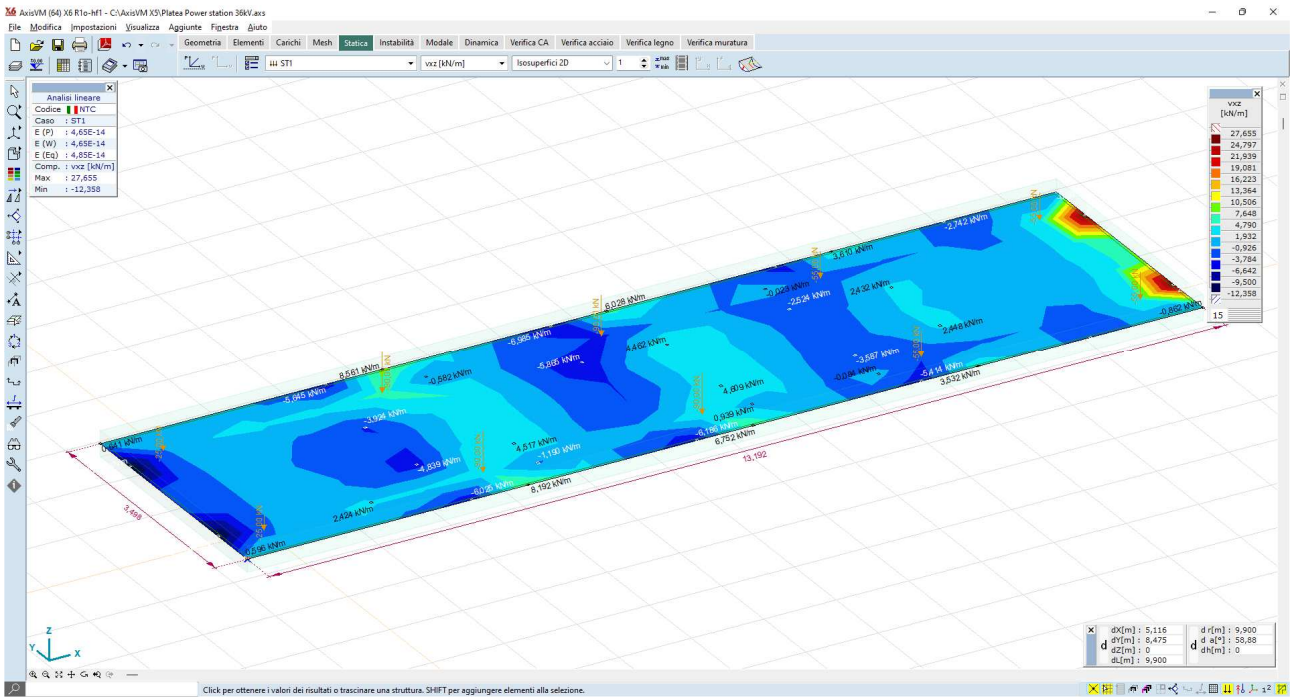 X6 AxisVM (64) X6 R1o-hf1 - C:\AxisVM X5\Platea Power station 36kV.axs
File Modifica Impostazioni Visualizza Aggiunte Finestra Aiuto
Geometria Elementi Carichi Mesh Statica Instabilità Modale Dinamica Verifica CA Verifica acciaio Verifica legno Verifica muratura
ST1 vxz [kN/m] Isosuperfici 2D 1
Analisi lineare
Codice NTC
Caso : ST1
E (P) : 4,65E-14
E (W) : 4,65E-14
E (Eq) : 4,85E-14
Comp. : vxz [kN/m]
Max : 27,655
Min : -12,358
vxz
[kN/m]
27,655
24,797
21,939
19,081
16,223
13,364
10,506
7,648
4,790
1,932
-0,926
-3,784
-6,642
-9,500
-12,358
15
-2,742 kN/m
3,610 kN/m
-0,023 kN/m
-2,524 kN/m
2,432 kN/m
6,028 kN/m
-6,985 kN/m
4,462 kN/m
2,448 kN/m
-0,862 kN/m
-5,865 kN/m
-3,587 kN/m
-0,084 kN/m
-5,414 kN/m
3,532 kN/m
8,561 kN/m
-0,582 kN/m
-5,645 kN/m
4,809 kN/m
0,939 kN/m
-3,924 kN/m
-6,186 kN/m
6,752 kN/m
13,192
4,517 kN/m
-1,190 kN/m
-4,839 kN/m
-6,025 kN/m
8,192 kN/m
2,424 kN/m
3,498
0,596 kN/m
Z
Y
X
d
dX[m] : 5,116
dY[m] : 8,475
dZ[m] : 0
dL[m] : 9,900
d
d r[m] : 9,900
d a[°] : 58,88
dh[m] : 0
Click per ottenere i valori dei risultati o trascinare una struttura. SHIFT per aggiungere elementi alla selezione.